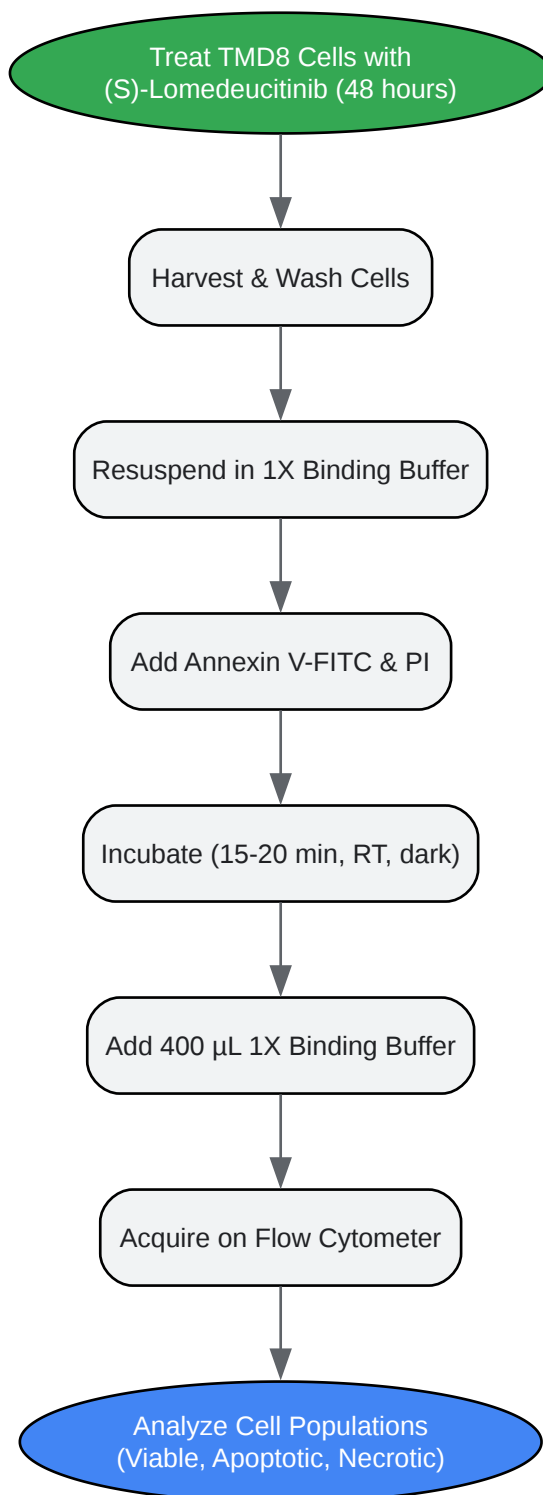 Treat TMD8 Cells with
(S)-Lomedeucitinib (48 hours)
Harvest & Wash Cells
Resuspend in 1X Binding Buffer
Add Annexin V-FITC & PI
Incubate (15-20 min, RT, dark)
Add 400 µL 1X Binding Buffer
Acquire on Flow Cytometer
Analyze Cell Populations
(Viable, Apoptotic, Necrotic)